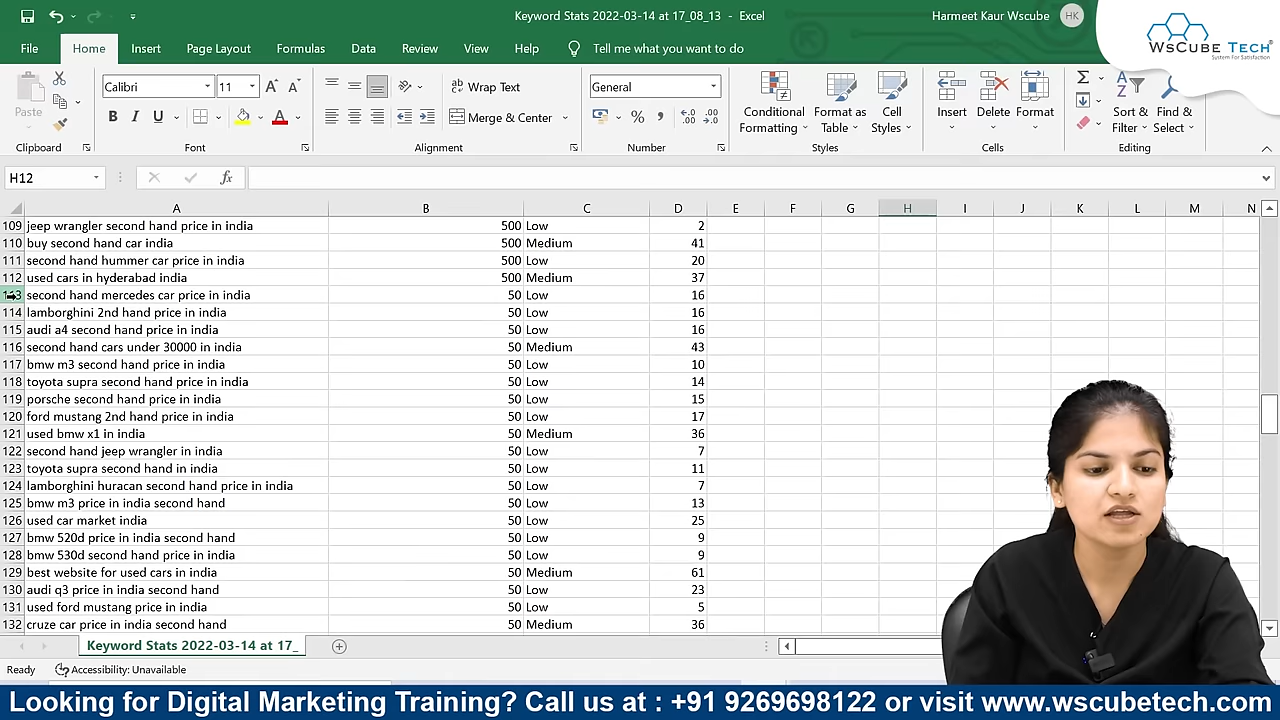 Keyword Stats 2022-03-14 at 17_08_13 - Excel
Harmeet Kaur Wscube
HK
WSCUBE TECH
System For Satisfaction
File Home Insert Page Layout Formulas Data Review View Help Tell me what you want to do
Paste
Calibri 11
B I U
A
Wrap Text
Merge & Center
General
%
Conditional Formatting
Format as Table
Cell Styles
Insert Delete Format
Sort & Filter
Find & Select
Clipboard Font Alignment Number Styles Cells Editing
H12 fx
A B C D E F G H I J K L M N
109 jeep wrangler second hand price in india 500 Low 2
110 buy second hand car india 500 Medium 41
111 second hand hummer car price in india 500 Low 20
112 used cars in hyderabad india 500 Medium 37
113 second hand mercedes car price in india 50 Low 16
114 lamborghini 2nd hand price in india 50 Low 16
115 audi a4 second hand price in india 50 Low 16
116 second hand cars under 30000 in india 50 Medium 43
117 bmw m3 second hand price in india 50 Low 10
118 toyota supra second hand price in india 50 Low 14
119 porsche second hand price in india 50 Low 15
120 ford mustang 2nd hand price in india 50 Low 17
121 used bmw x1 in india 50 Medium 36
122 second hand jeep wrangler in india 50 Low 7
123 toyota supra second hand in india 50 Low 11
124 lamborghini huracan second hand price in india 50 Low 7
125 bmw m3 price in india second hand 50 Low 13
126 used car market india 50 Low 25
127 bmw 520d price in india second hand 50 Low 9
128 bmw 530d second hand price in india 50 Low 9
129 best website for used cars in india 50 Medium 61
130 audi q3 price in india second hand 50 Low 23
131 used ford mustang price in india 50 Low 5
132 cruze car price in india second hand 50 Medium 36
Keyword Stats 2022-03-14 at 17_
Ready Accessibility: Unavailable
Looking for Digital Marketing Training? Call us at : +91 9269698122 or visit www.wscubetech.com